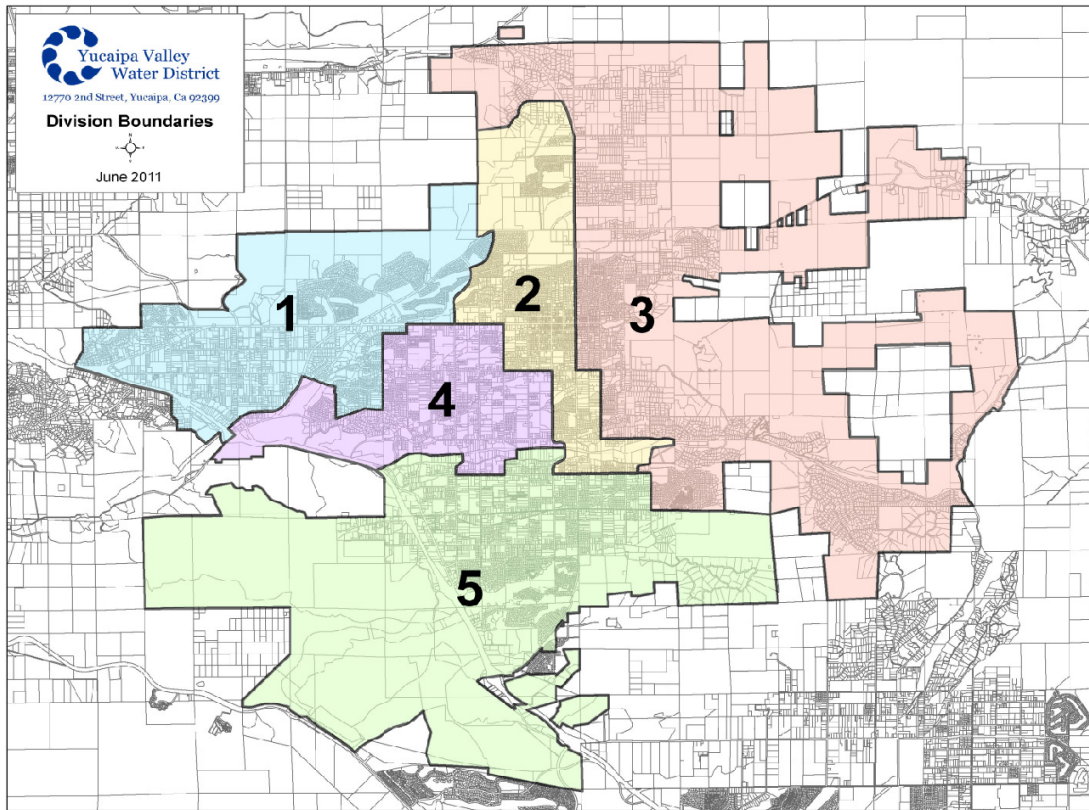 Yucaipa Valley
Water District
12770 2nd Street, Yucaipa, Ca 92399
Division Boundaries
June 2011
1
2
3
4
5